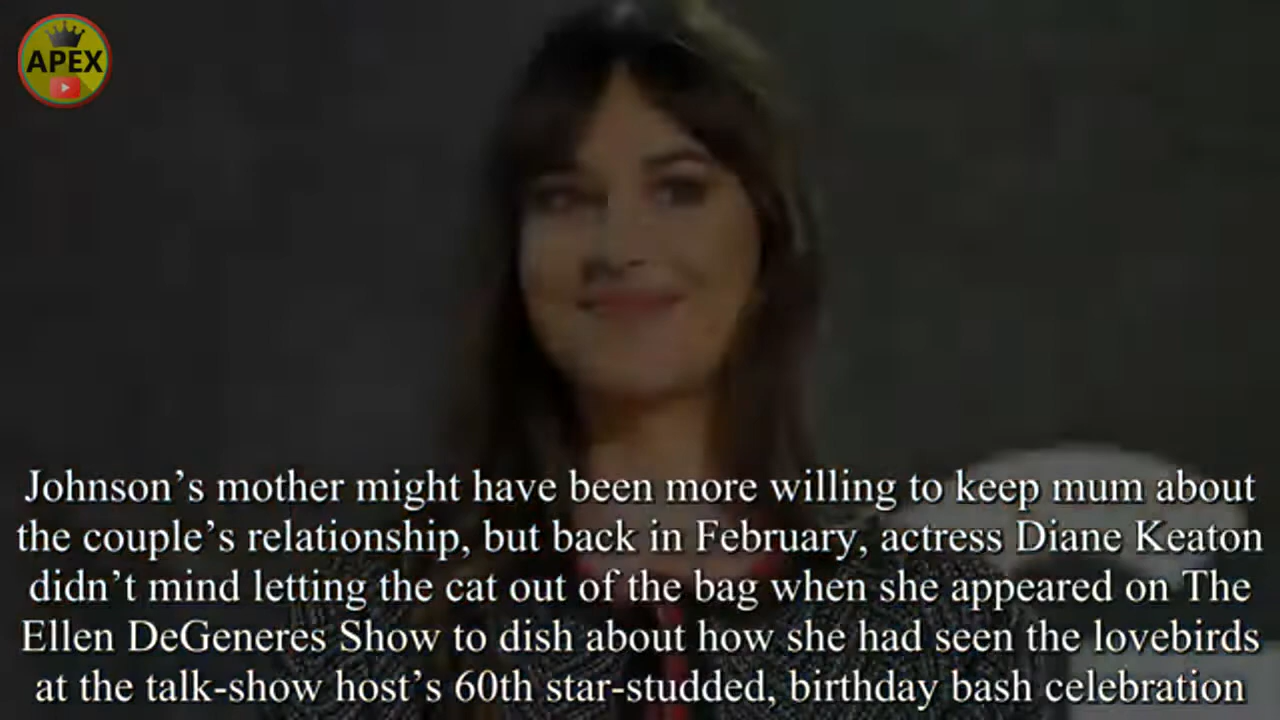 APEX
Johnson’s mother might have been more willing to keep mum about
the couple’s relationship, but back in February, actress Diane Keaton
didn’t mind letting the cat out of the bag when she appeared on The
Ellen DeGeneres Show to dish about how she had seen the lovebirds
at the talk-show host’s 60th star-studded, birthday bash celebration